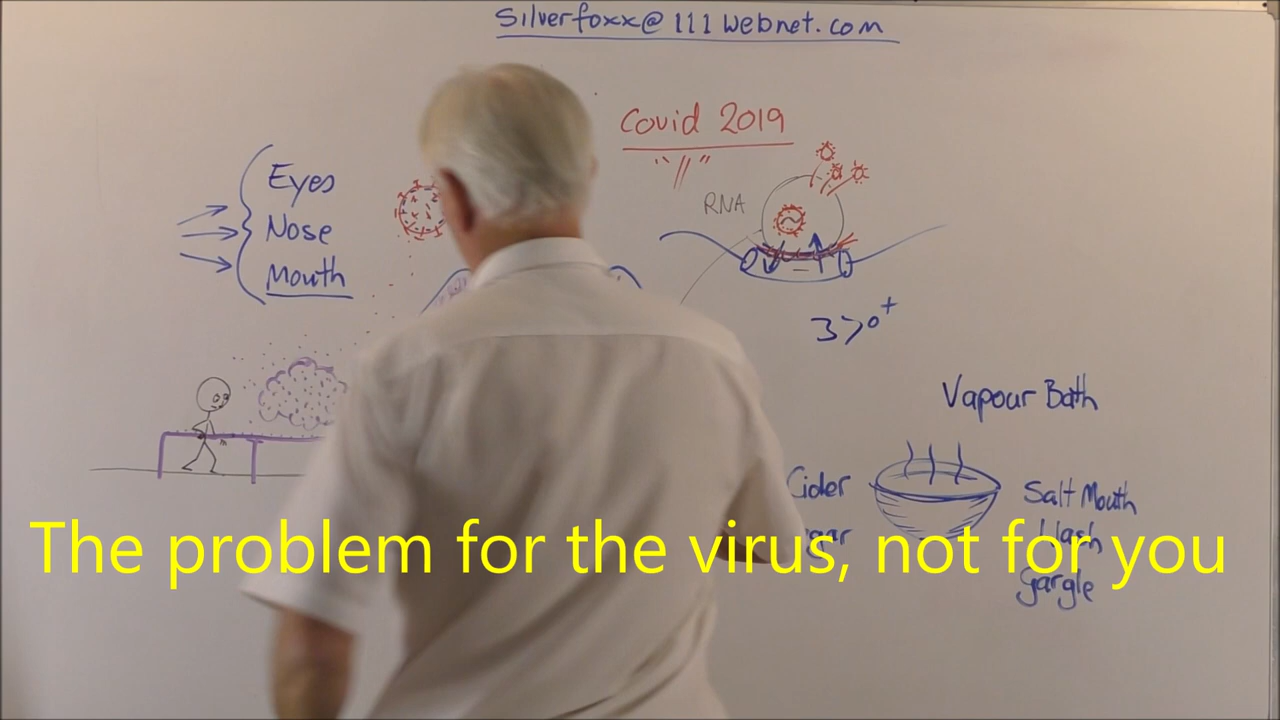 Silverfoxx@111webnet.com
Covid 2019
Eyes
Nose
Mouth
RNA
Vapour Bath
Cider
Salt Mouth
Wash
Gargle
The problem for the virus, not for you